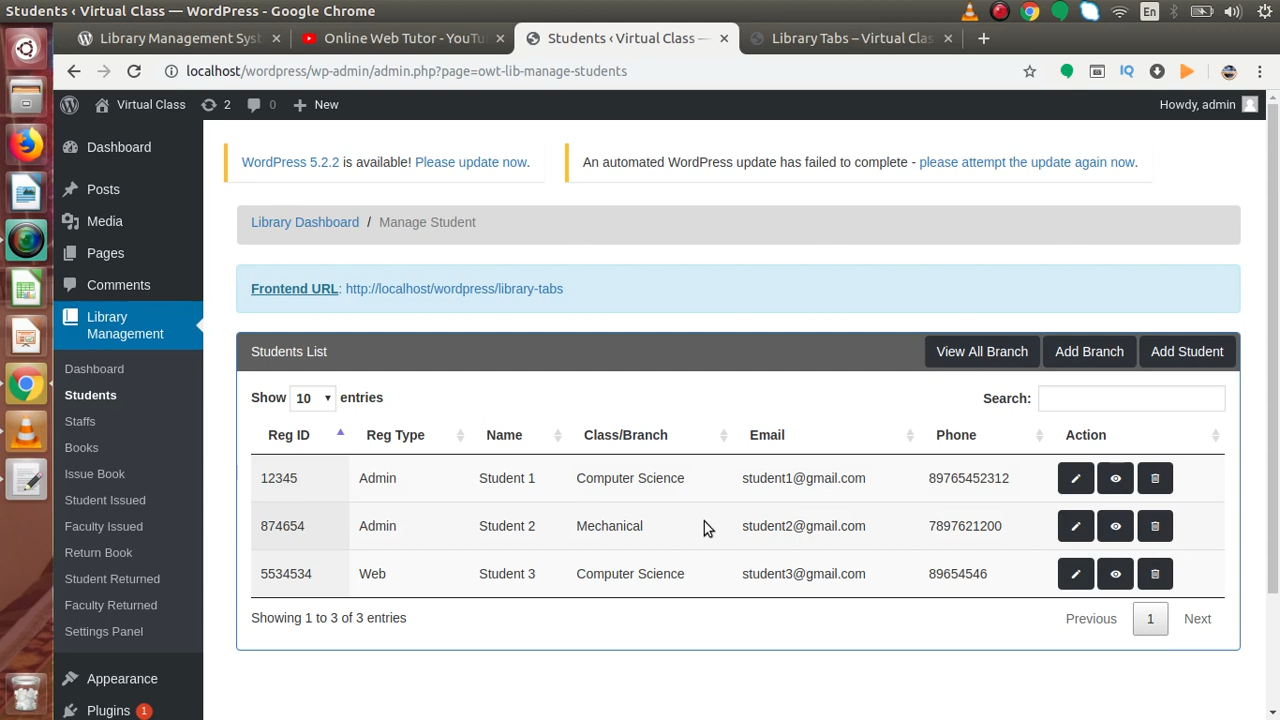 Students ‹ Virtual Class — WordPress - Google Chrome
En
Library Management Syst
Online Web Tutor - YouTu
Students ‹ Virtual Class —
Library Tabs – Virtual Clas
localhost/wordpress/wp-admin/admin.php?page=owt-lib-manage-students
IQ
Virtual Class 2 0 New Howdy, admin
Dashboard
Posts
Media
Pages
Comments
Library
Management
Dashboard
Students
Staffs
Books
Issue Book
Student Issued
Faculty Issued
Return Book
Student Returned
Faculty Returned
Settings Panel
Appearance
Plugins 1
WordPress 5.2.2 is available! Please update now.
An automated WordPress update has failed to complete - please attempt the update again now.
Library Dashboard / Manage Student
Frontend URL: http://localhost/wordpress/library-tabs
Students List View All Branch Add Branch Add Student
Show 10 entries Search:
Reg ID Reg Type Name Class/Branch Email Phone Action
12345 Admin Student 1 Computer Science student1@gmail.com 89765452312
874654 Admin Student 2 Mechanical student2@gmail.com 7897621200
5534534 Web Student 3 Computer Science student3@gmail.com 89654546
Showing 1 to 3 of 3 entries Previous 1 Next